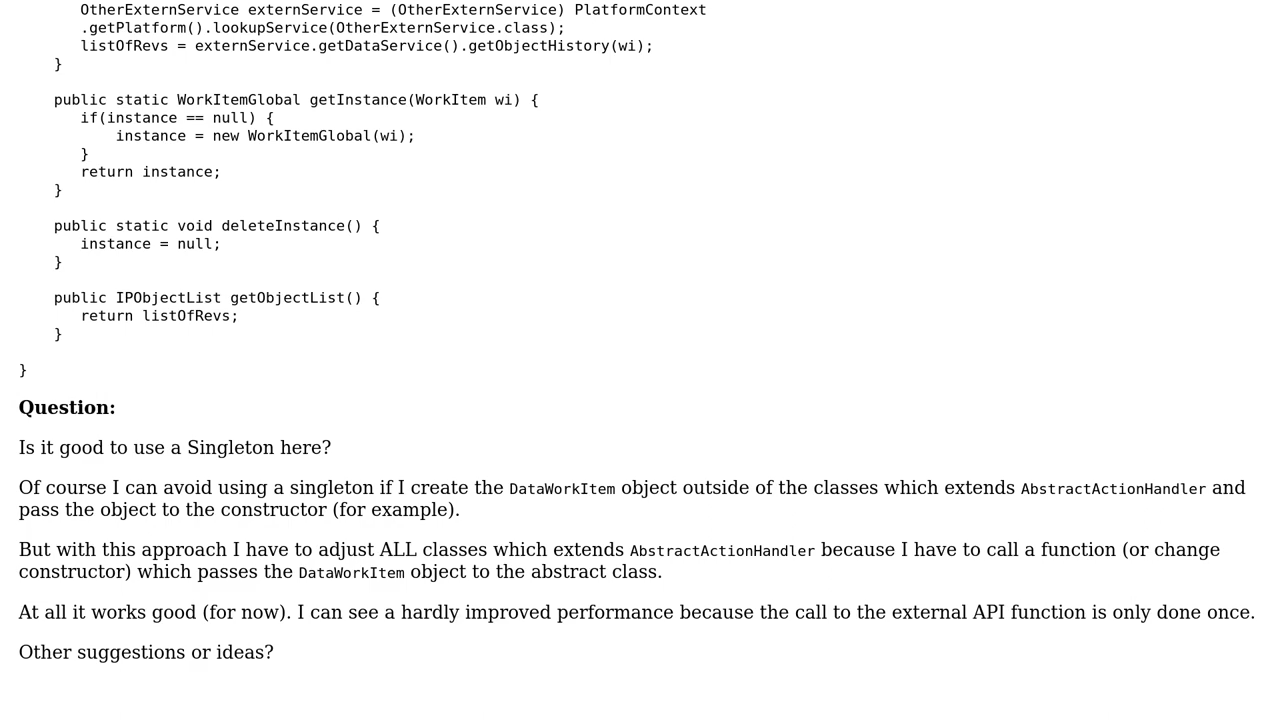 OtherExternService externService = (OtherExternService) PlatformContext
.getPlatform().lookupService(OtherExternService.class);
listOfRevs = externService.getDataService().getObjectHistory(wi);
}
public static WorkItemGlobal getInstance(WorkItem wi) {
if(instance == null) {
instance = new WorkItemGlobal(wi);
}
return instance;
}
public static void deleteInstance() {
instance = null;
}
public IPObjectList getObjectList() {
return listOfRevs;
}
}
Question:
Is it good to use a Singleton here?
Of course I can avoid using a singleton if I create the DataWorkItem object outside of the classes which extends AbstractActionHandler and
pass the object to the constructor (for example).
But with this approach I have to adjust ALL classes which extends AbstractActionHandler because I have to call a function (or change
constructor) which passes the DataWorkItem object to the abstract class.
At all it works good (for now). I can see a hardly improved performance because the call to the external API function is only done once.
Other suggestions or ideas?